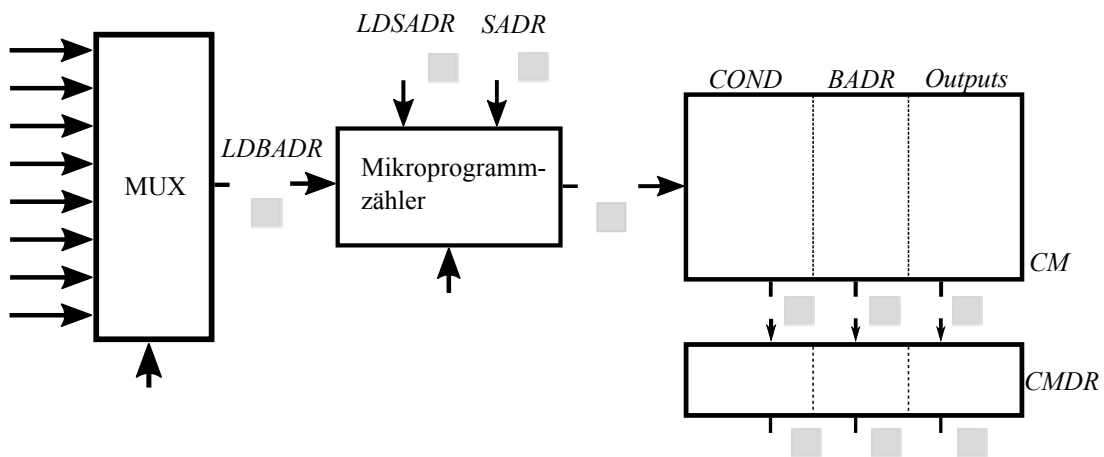 LDSADR SADR
COND BADR Outputs
LDBADR
MUX
Mikroprogramm-
zähler
CM
CMDR